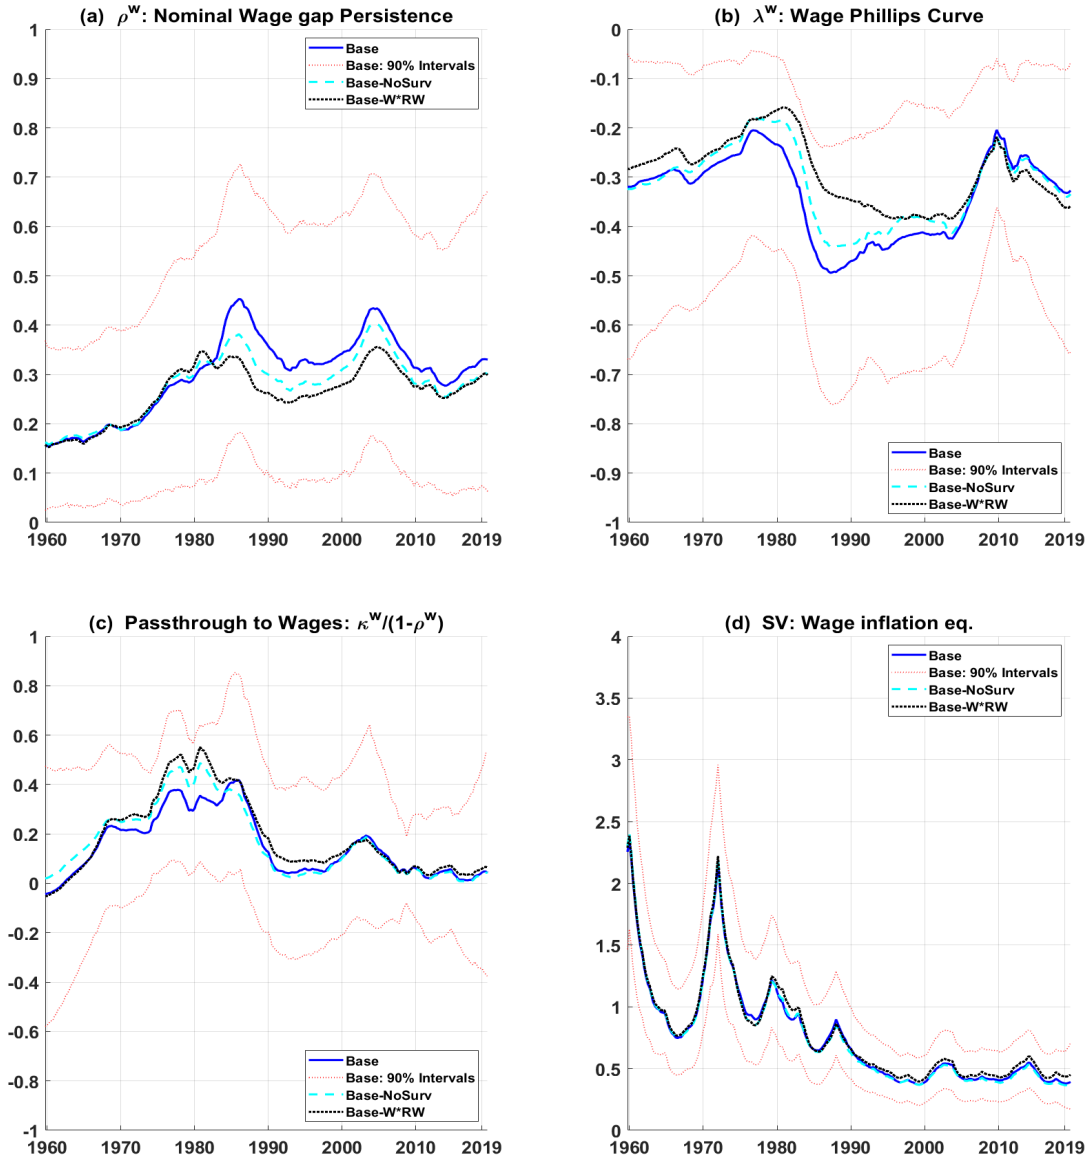 (a) ρʷ: Nominal Wage gap Persistence
1
0.9
0.8
0.7
0.6
0.5
0.4
0.3
0.2
0.1
0
1960 1970 1980 1990 2000 2010 2019
Base
Base: 90% Intervals
Base-NoSurv
Base-W*RW
(b) λʷ: Wage Phillips Curve
0
-0.1
-0.2
-0.3
-0.4
-0.5
-0.6
-0.7
-0.8
-0.9
-1
1960 1970 1980 1990 2000 2010 2019
Base
Base: 90% Intervals
Base-NoSurv
Base-W*RW
(c) Passthrough to Wages: κʷ/(1-ρʷ)
1
0.8
0.6
0.4
0.2
0
-0.2
-0.4
-0.6
-0.8
-1
1960 1970 1980 1990 2000 2010 2019
Base
Base: 90% Intervals
Base-NoSurv
Base-W*RW
(d) SV: Wage inflation eq.
4
3.5
3
2.5
2
1.5
1
0.5
0
1960 1970 1980 1990 2000 2010 2019
Base
Base: 90% Intervals
Base-NoSurv
Base-W*RW